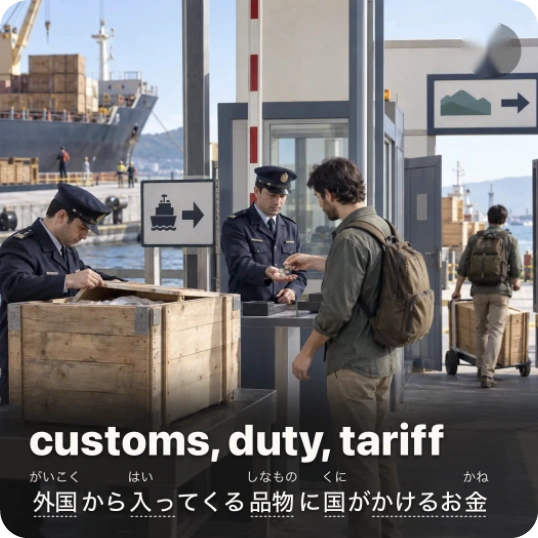 customs, duty, tariff
がいこく はい しなもの くに かね
外国から入ってくる品物に国がかけるお金